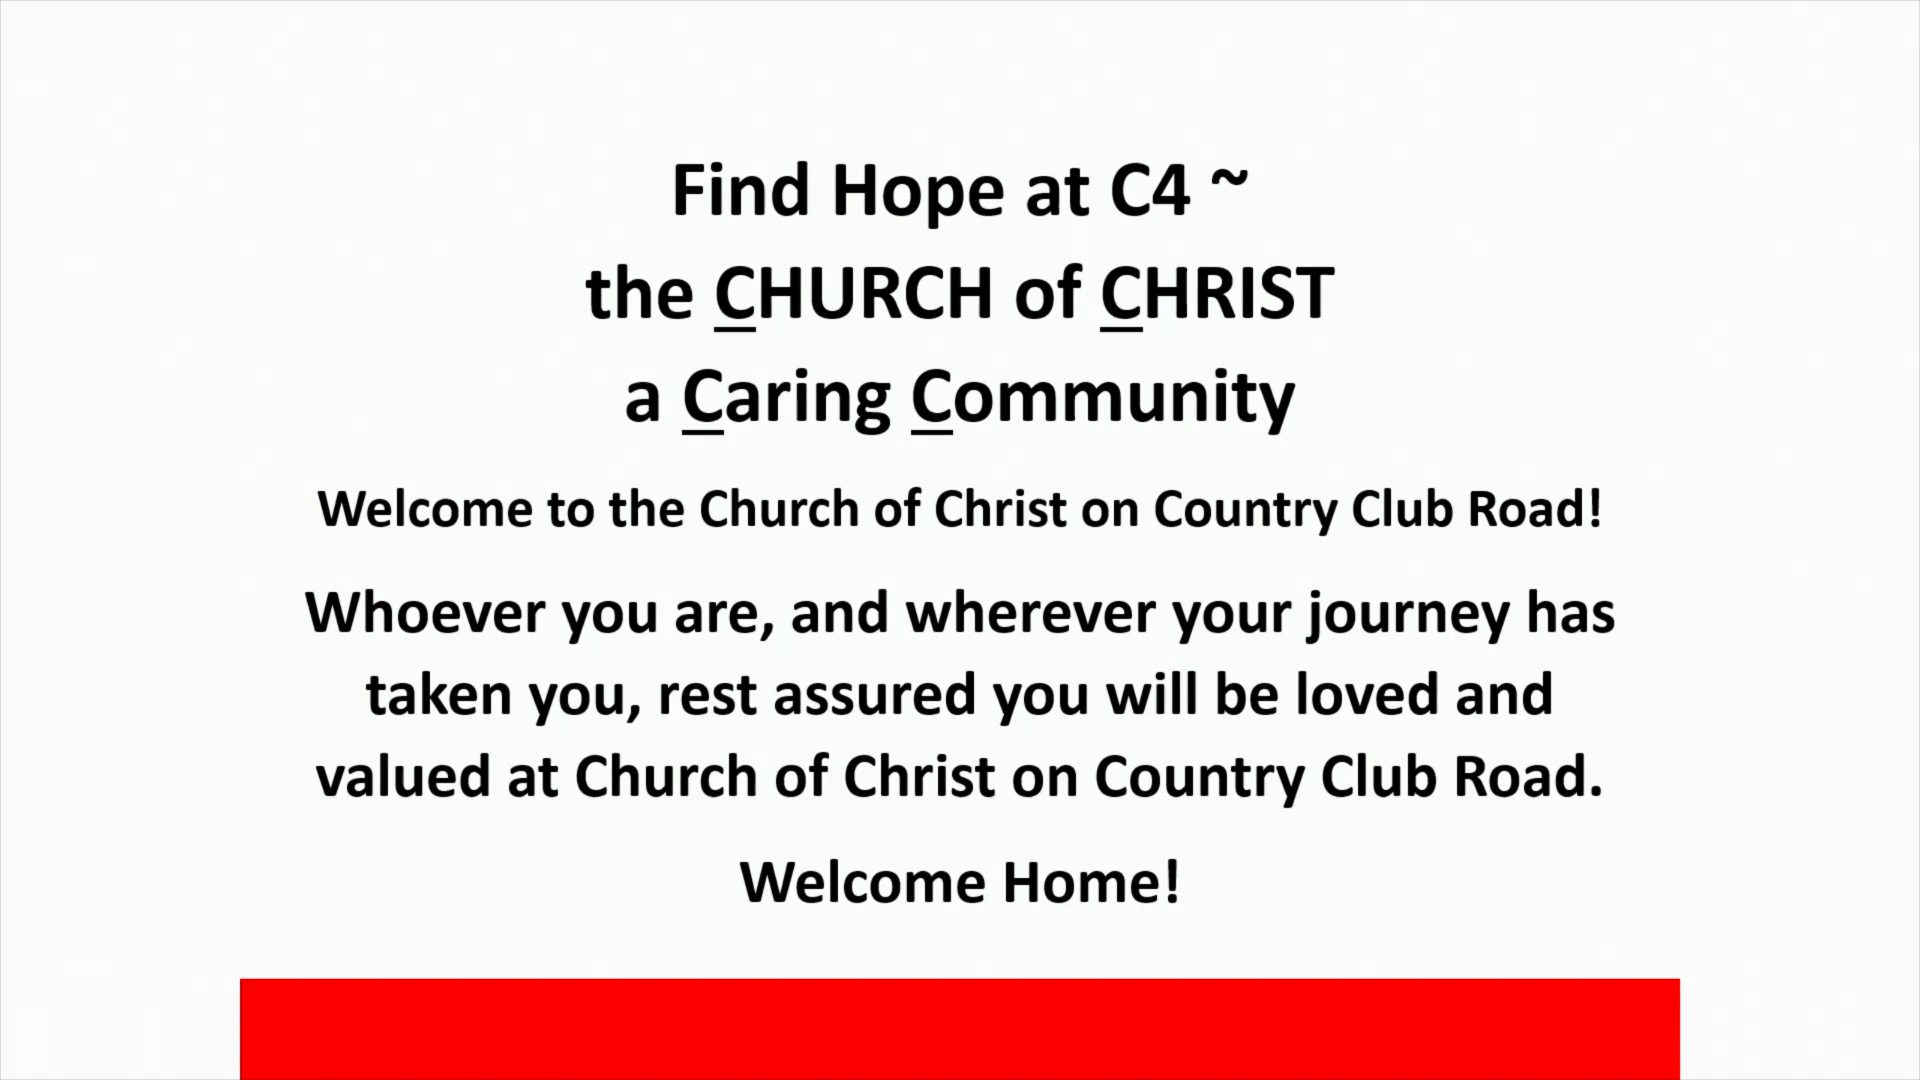 Find Hope at C4 ~
the CHURCH of CHRIST
a Caring Community
Welcome to the Church of Christ on Country Club Road!
Whoever you are, and wherever your journey has
taken you, rest assured you will be loved and
valued at Church of Christ on Country Club Road.
Welcome Home!